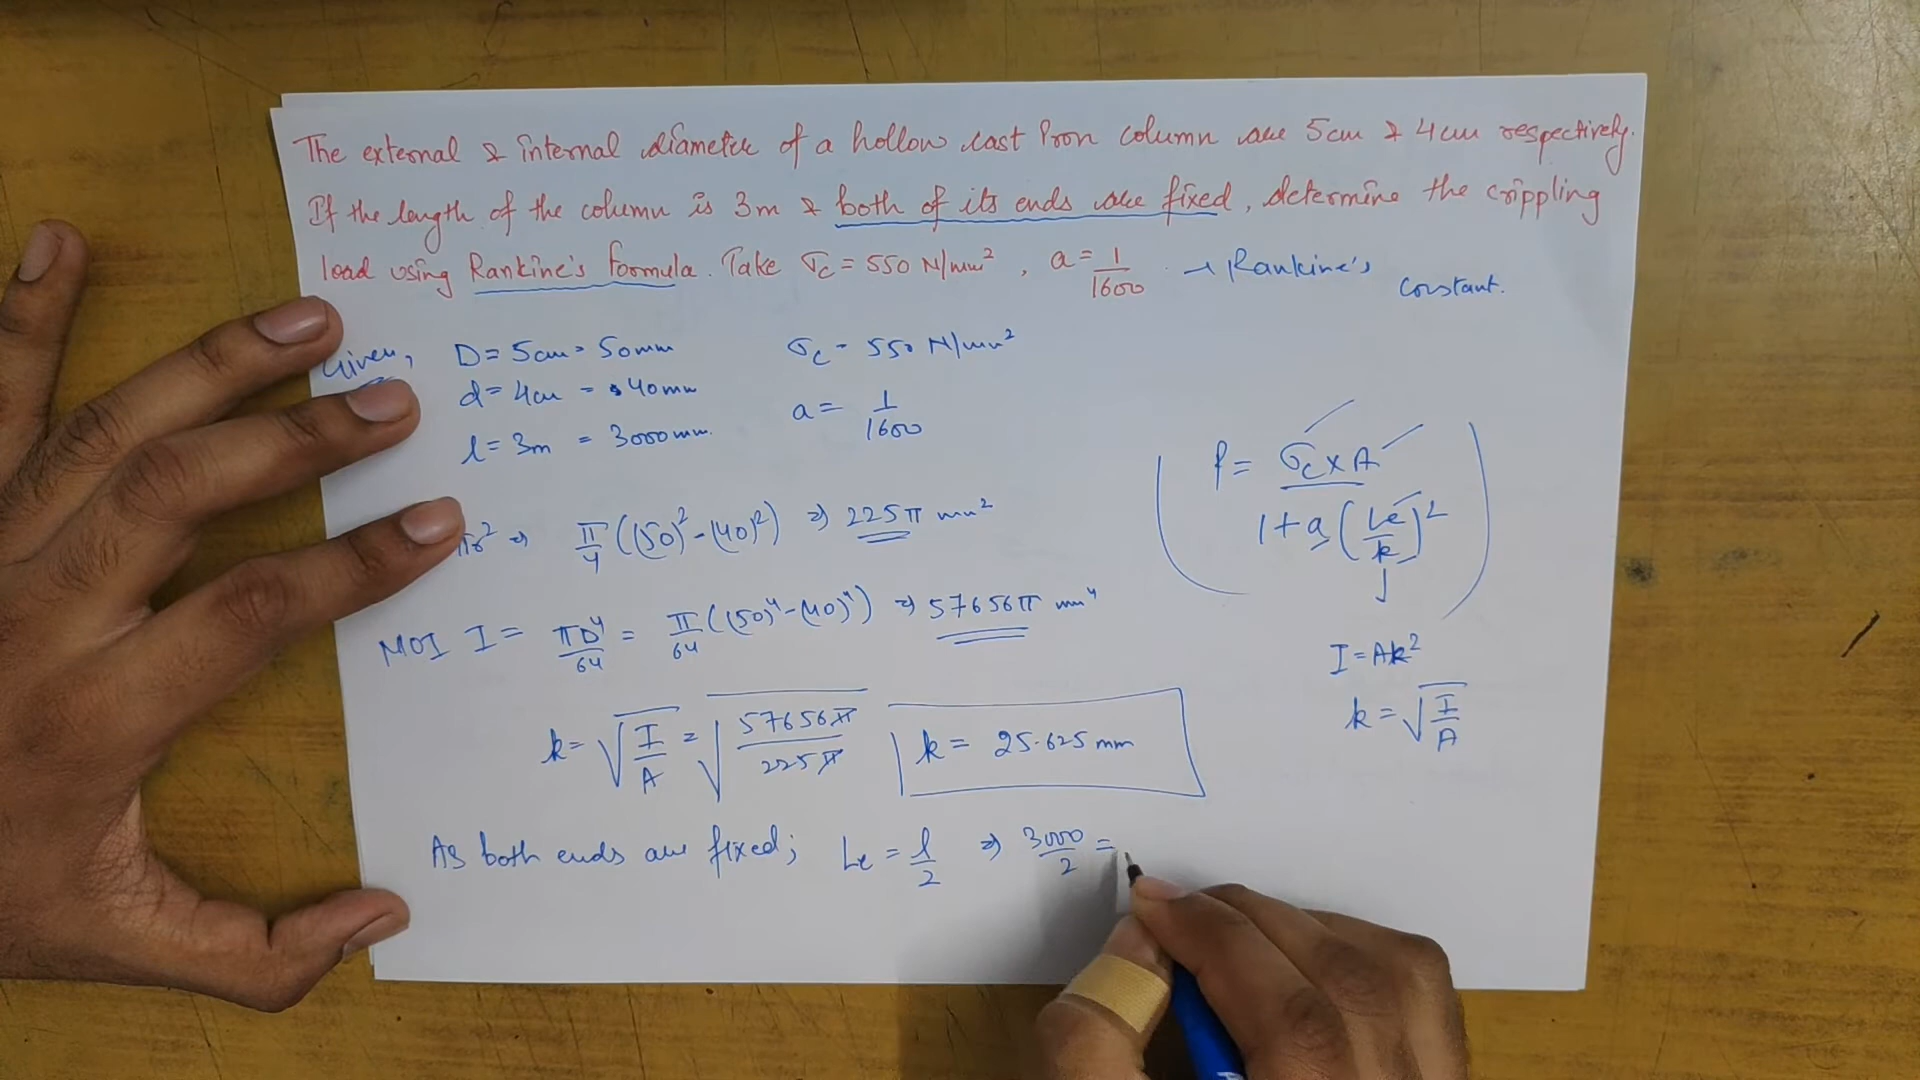 The external & internal diameter of a hollow cast iron column are 5cm & 4cm respectively.
If the length of the column is 3m & both of its ends are fixed, determine the crippling
load using Rankine's formula. Take σc = 550 N/mm², a = 1/1600 → Rankine's constant.
Given, D = 5cm = 50mm
σc = 550 N/mm²
d = 4cm = 40mm
a = 1/1600
l = 3m = 3000mm.
P = σc×A / 1+a(Le/k)²
πr² ⇒ π/4 ((50)²-(40)²) ⇒ 225π mm²
MOI I = πD⁴/64 = π/64 ((50)⁴-(40)⁴) ⇒ 57656π mm⁴
I = Ak²
k = √I/A
k = √I/A = √57656π/225π k = 25.625 mm
As both ends are fixed; Le = l/2 ⇒ 3000/2 =